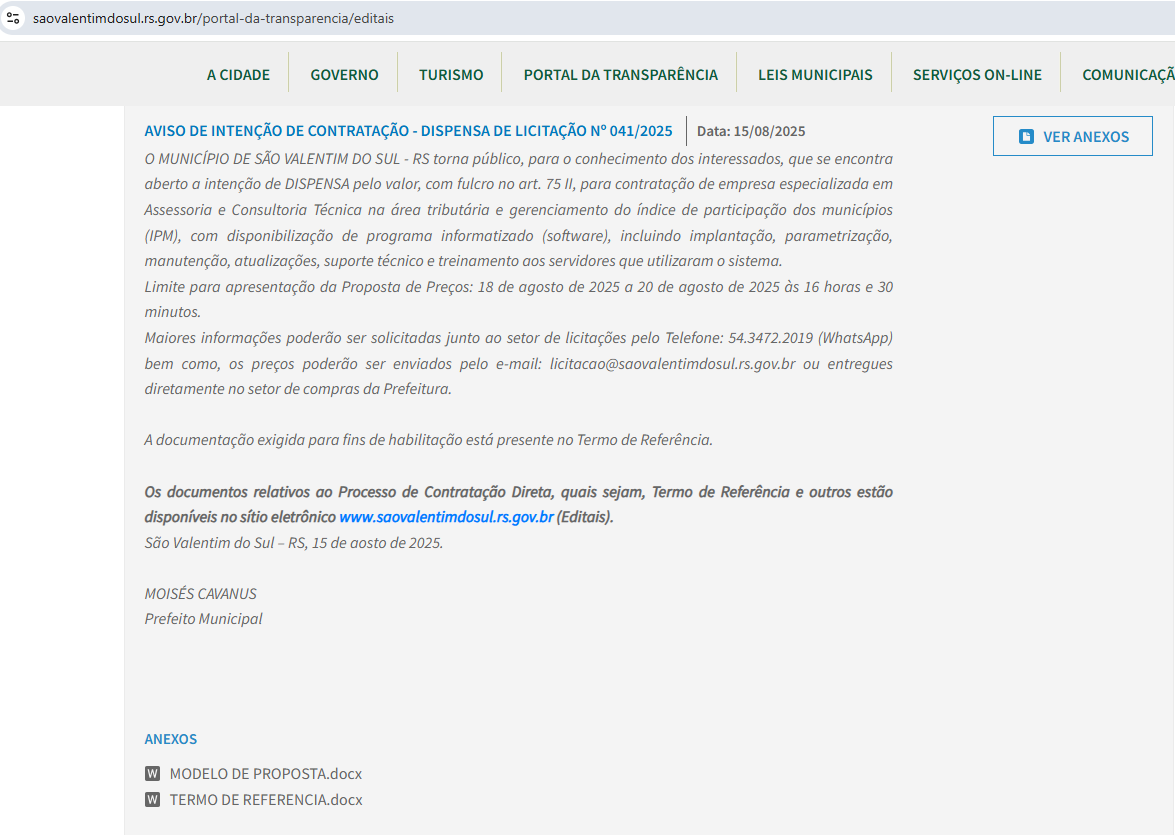 saovalentimdosul.rs.gov.br/portal-da-transparencia/editais
A CIDADE GOVERNO TURISMO PORTAL DA TRANSPARÊNCIA LEIS MUNICIPAIS SERVIÇOS ON-LINE COMUNICAÇÃ
AVISO DE INTENÇÃO DE CONTRATAÇÃO - DISPENSA DE LICITAÇÃO Nº 041/2025 Data: 15/08/2025
VER ANEXOS
O MUNICÍPIO DE SÃO VALENTIM DO SUL - RS torna público, para o conhecimento dos interessados, que se encontra
aberto a intenção de DISPENSA pelo valor, com fulcro no art. 75 II, para contratação de empresa especializada em
Assessoria e Consultoria Técnica na área tributária e gerenciamento do índice de participação dos municípios
(IPM), com disponibilização de programa informatizado (software), incluindo implantação, parametrização,
manutenção, atualizações, suporte técnico e treinamento aos servidores que utilizaram o sistema.
Limite para apresentação da Proposta de Preços: 18 de agosto de 2025 a 20 de agosto de 2025 às 16 horas e 30
minutos.
Maiores informações poderão ser solicitadas junto ao setor de licitações pelo Telefone: 54.3472.2019 (WhatsApp)
bem como, os preços poderão ser enviados pelo e-mail: licitacao@saovalentimdosul.rs.gov.br ou entregues
diretamente no setor de compras da Prefeitura.
A documentação exigida para fins de habilitação está presente no Termo de Referência.
Os documentos relativos ao Processo de Contratação Direta, quais sejam, Termo de Referência e outros estão
disponíveis no sítio eletrônico www.saovalentimdosul.rs.gov.br (Editais).
São Valentim do Sul – RS, 15 de aosto de 2025.
MOISÉS CAVANUS
Prefeito Municipal
ANEXOS
MODELO DE PROPOSTA.docx
TERMO DE REFERENCIA.docx